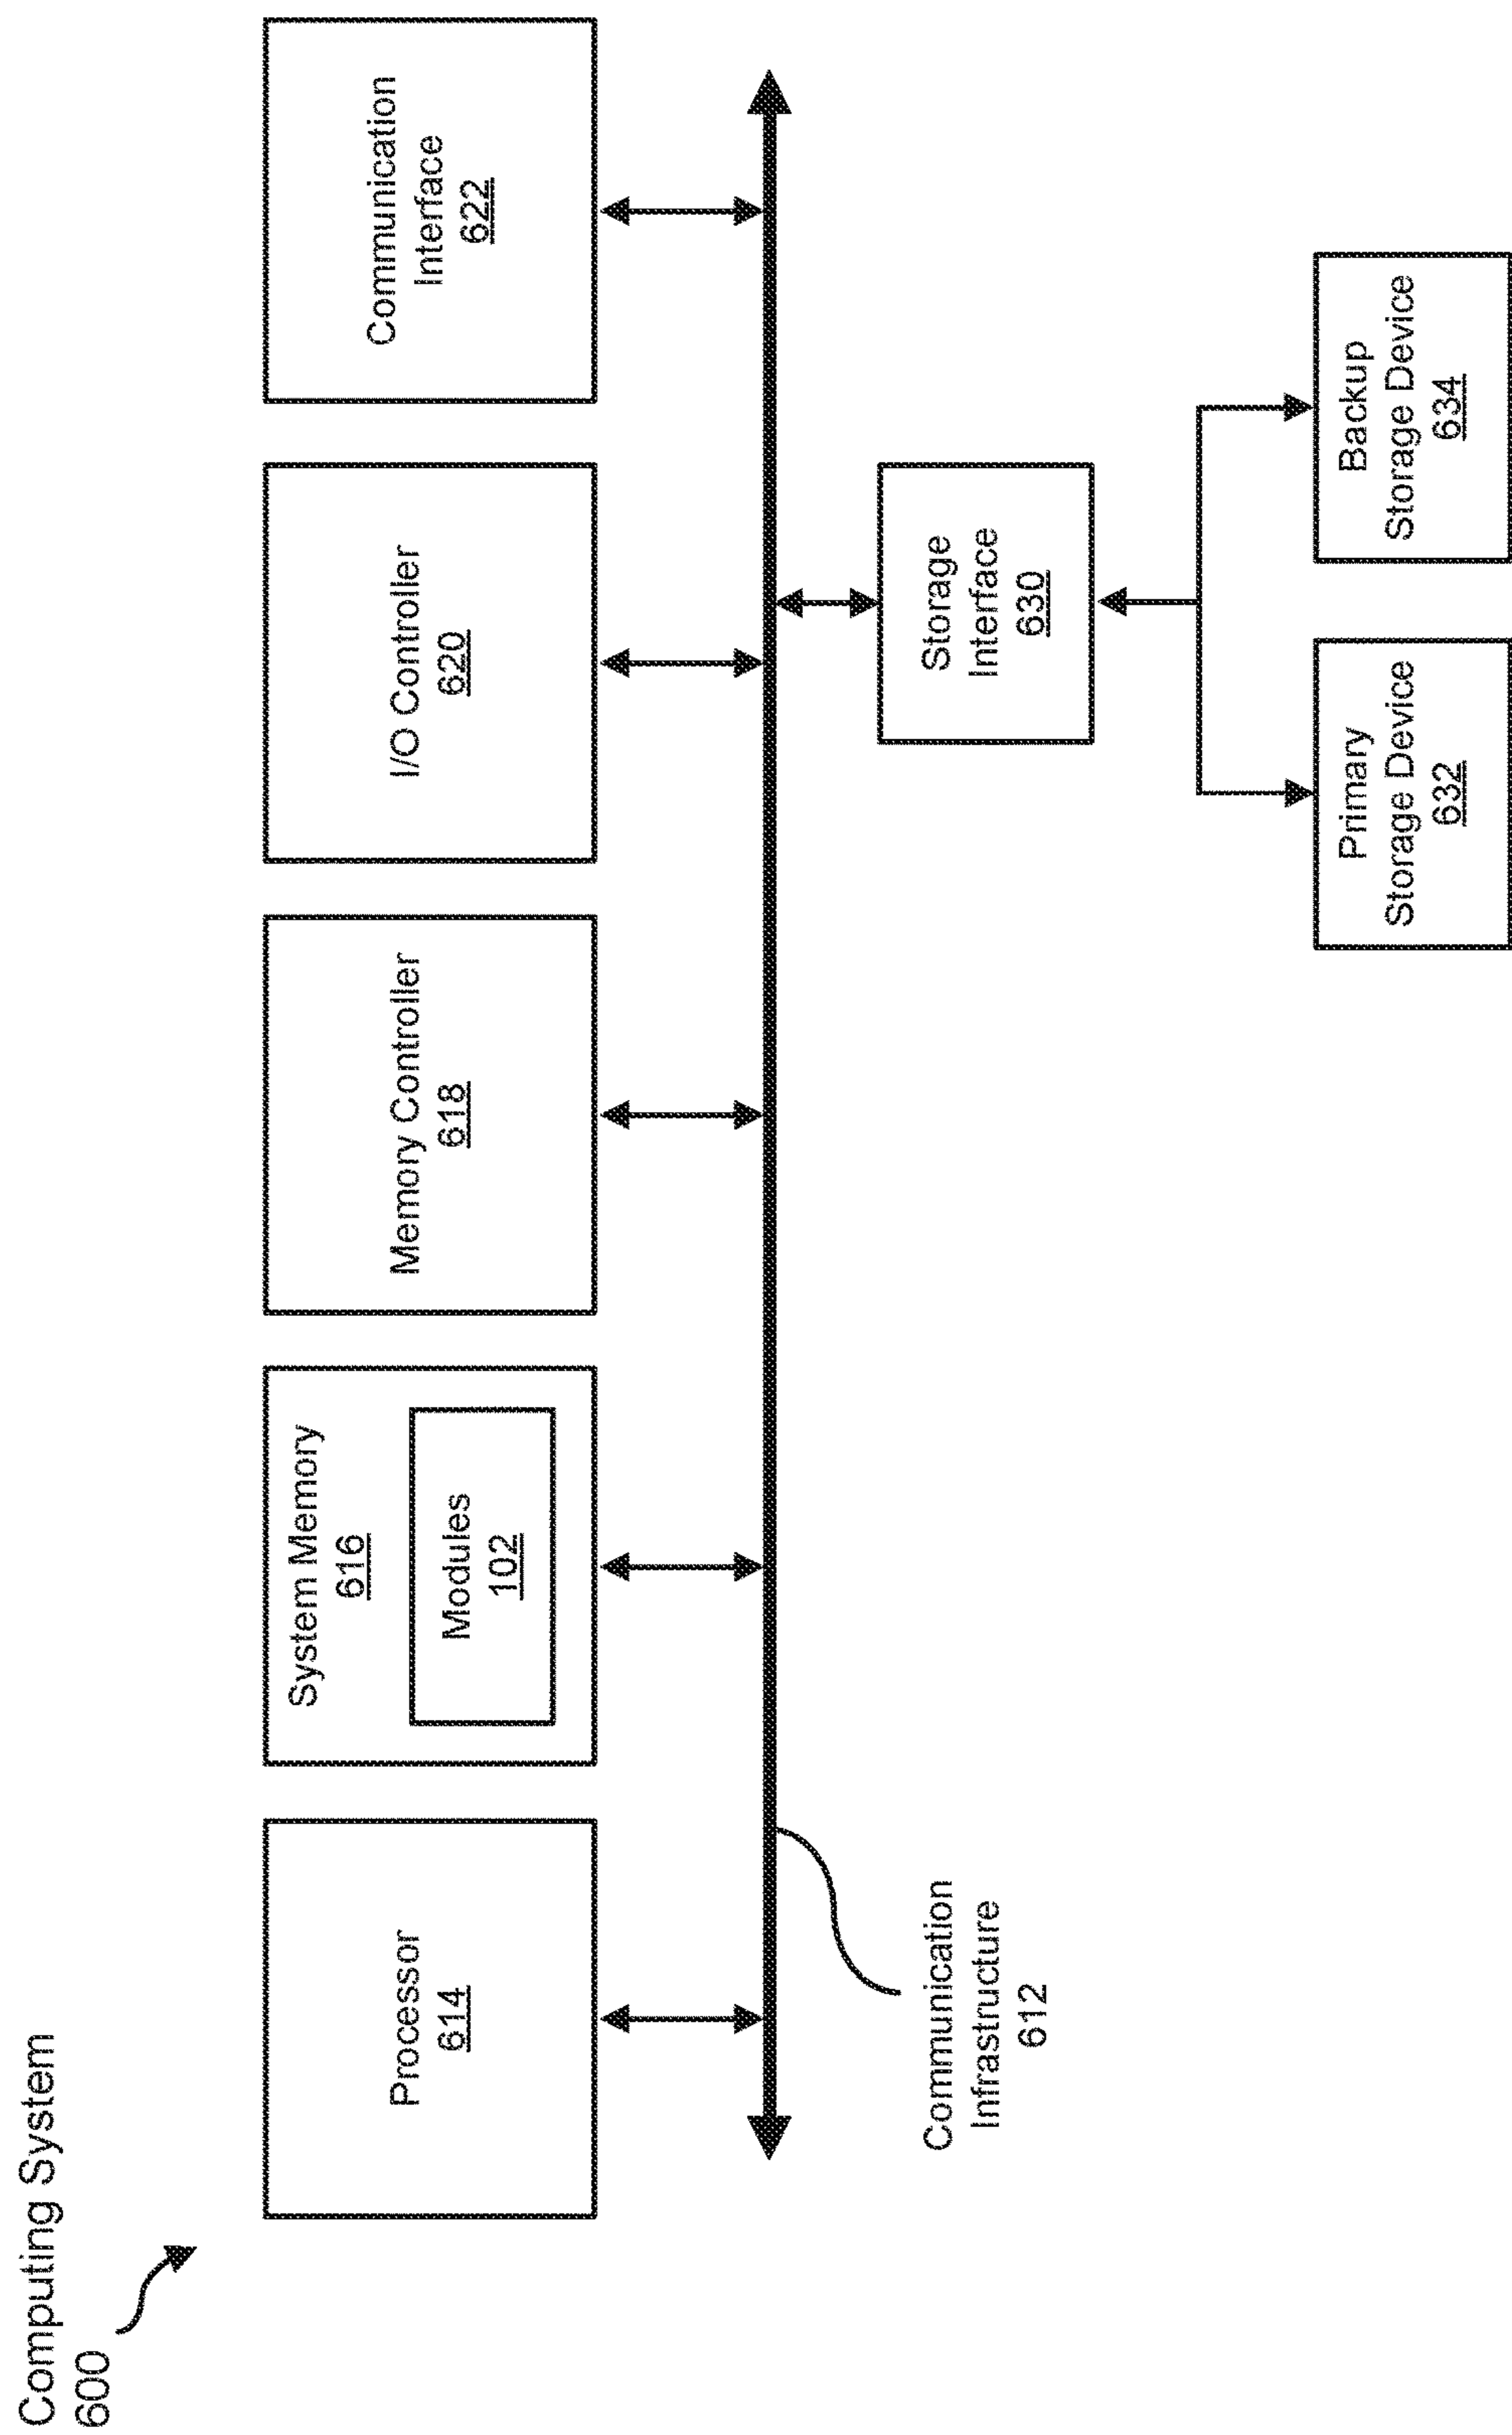 Computing System
600
Processor
614
System Memory
616
Modules
102
Memory Controller
618
I/O Controller
620
Communication
Interface
622
Communication
Infrastructure
612
Storage
Interface
630
Primary
Storage Device
632
Backup
Storage Device
634